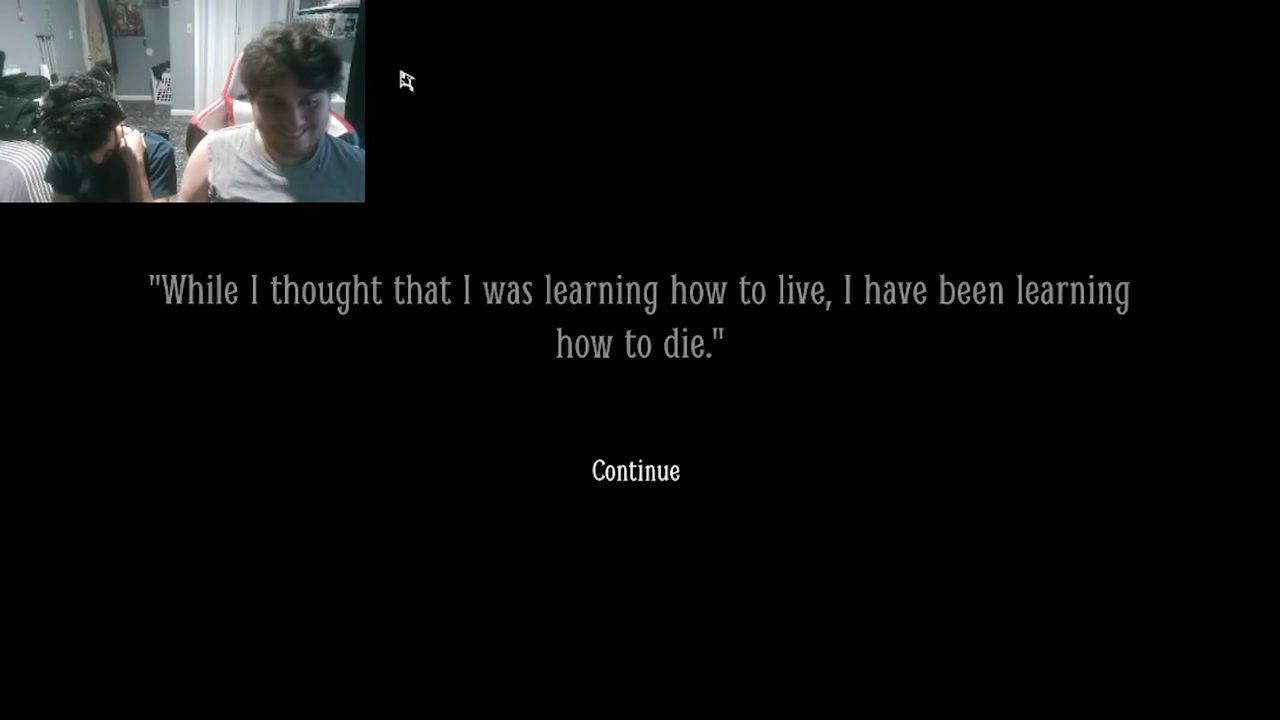 "While I thought that I was learning how to live, I have been learning
how to die."
Continue